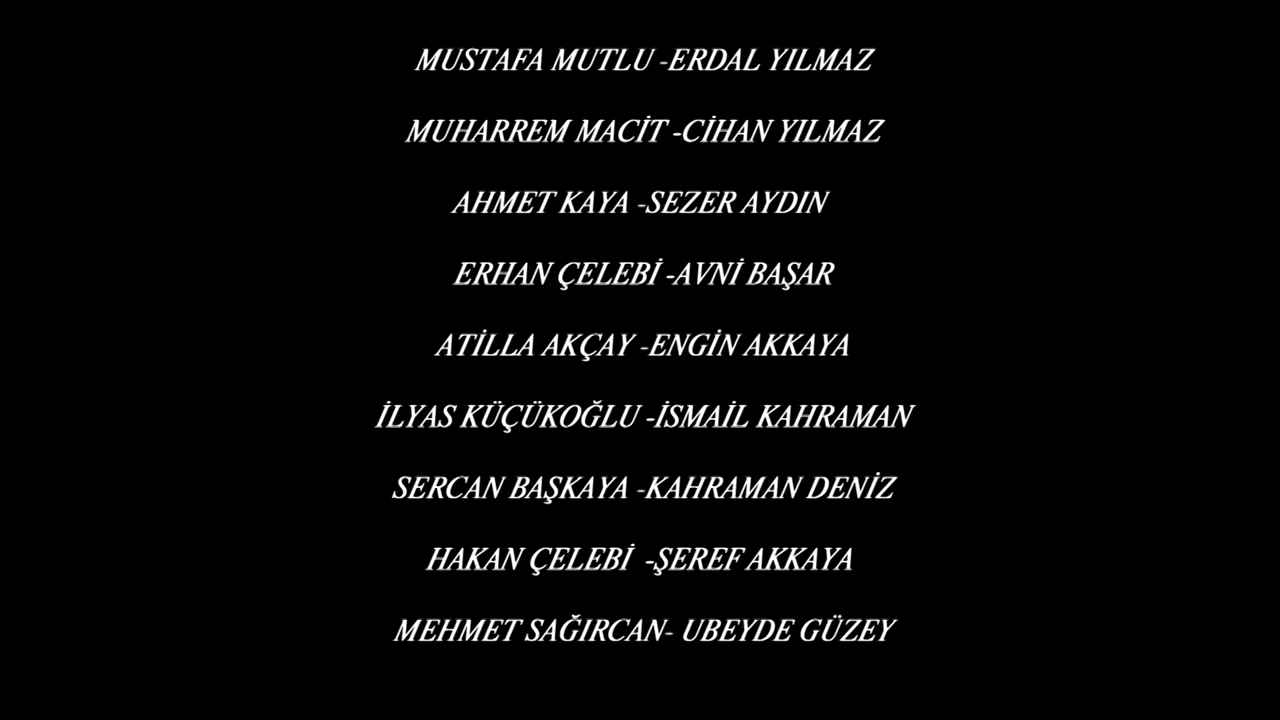 MUSTAFA MUTLU -ERDAL YILMAZ
MUHARREM MACİT -CİHAN YILMAZ
AHMET KAYA -SEZER AYDIN
ERHAN ÇELEBİ -AVNİ BAŞAR
ATİLLA AKÇAY -ENGİN AKKAYA
İLYAS KÜÇÜKOĞLU -İSMAİL KAHRAMAN
SERCAN BAŞKAYA -KAHRAMAN DENİZ
HAKAN ÇELEBİ  -ŞEREF AKKAYA
MEHMET SAĞIRCAN- UBEYDE GÜZEY